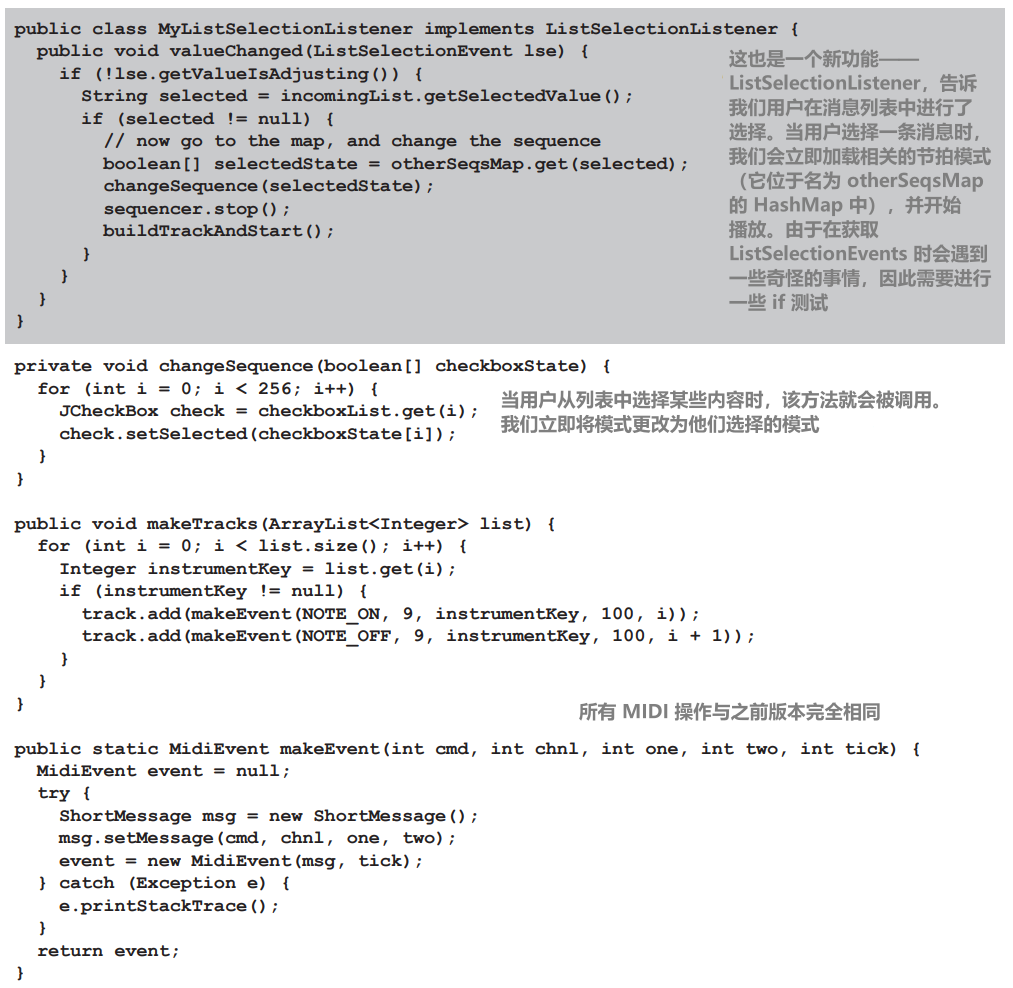 public class MyListSelectionListener implements ListSelectionListener {
  public void valueChanged(ListSelectionEvent lse) {
    if (!lse.getValueIsAdjusting()) {
      String selected = incomingList.getSelectedValue();
      if (selected != null) {
        // now go to the map, and change the sequence
        boolean[] selectedState = otherSeqsMap.get(selected);
        changeSequence(selectedState);
        sequencer.stop();
        buildTrackAndStart();
      }
    }
  }
}
这也是一个新功能——
ListSelectionListener，告诉
我们用户在消息列表中进行了
选择。当用户选择一条消息时，
我们会立即加载相关的节拍模式
（它位于名为 otherSeqsMap
的 HashMap 中），并开始
播放。由于在获取
ListSelectionEvents 时会遇到
一些奇怪的事情，因此需要进行
一些 if 测试
private void changeSequence(boolean[] checkboxState) {
  for (int i = 0; i < 256; i++) {
    JCheckBox check = checkboxList.get(i);
    check.setSelected(checkboxState[i]);
  }
}
当用户从列表中选择某些内容时，该方法就会被调用。
我们立即将模式更改为他们选择的模式
public void makeTracks(ArrayList<Integer> list) {
  for (int i = 0; i < list.size(); i++) {
    Integer instrumentKey = list.get(i);
    if (instrumentKey != null) {
      track.add(makeEvent(NOTE_ON, 9, instrumentKey, 100, i));
      track.add(makeEvent(NOTE_OFF, 9, instrumentKey, 100, i + 1));
    }
  }
}
所有 MIDI 操作与之前版本完全相同
public static MidiEvent makeEvent(int cmd, int chnl, int one, int two, int tick) {
  MidiEvent event = null;
  try {
    ShortMessage msg = new ShortMessage();
    msg.setMessage(cmd, chnl, one, two);
    event = new MidiEvent(msg, tick);
  } catch (Exception e) {
    e.printStackTrace();
  }
  return event;
}